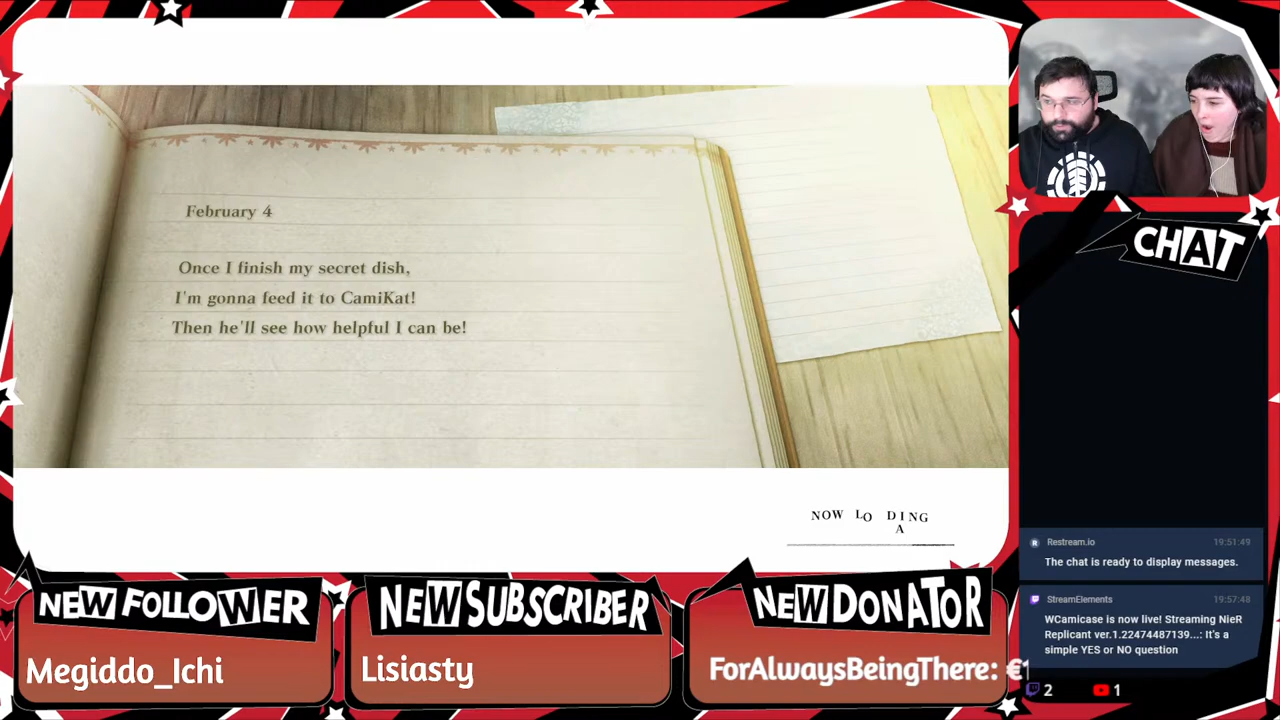 February 4
Once I finish my secret dish,
I'm gonna feed it to CamiKat!
Then he'll see how helpful I can be!
NOW LOADING
CHAT
Restream.io 19:51:49
The chat is ready to display messages.
StreamElements 19:57:48
WCamicase is now live! Streaming NieR
Replicant ver.1.22474487139...: It's a
simple YES or NO question
2 1
NEW FOLLOWER
Megiddo_Ichi
NEW SUBSCRIBER
Lisiasty
NEW DONATOR
ForAlwaysBeingThere: €1